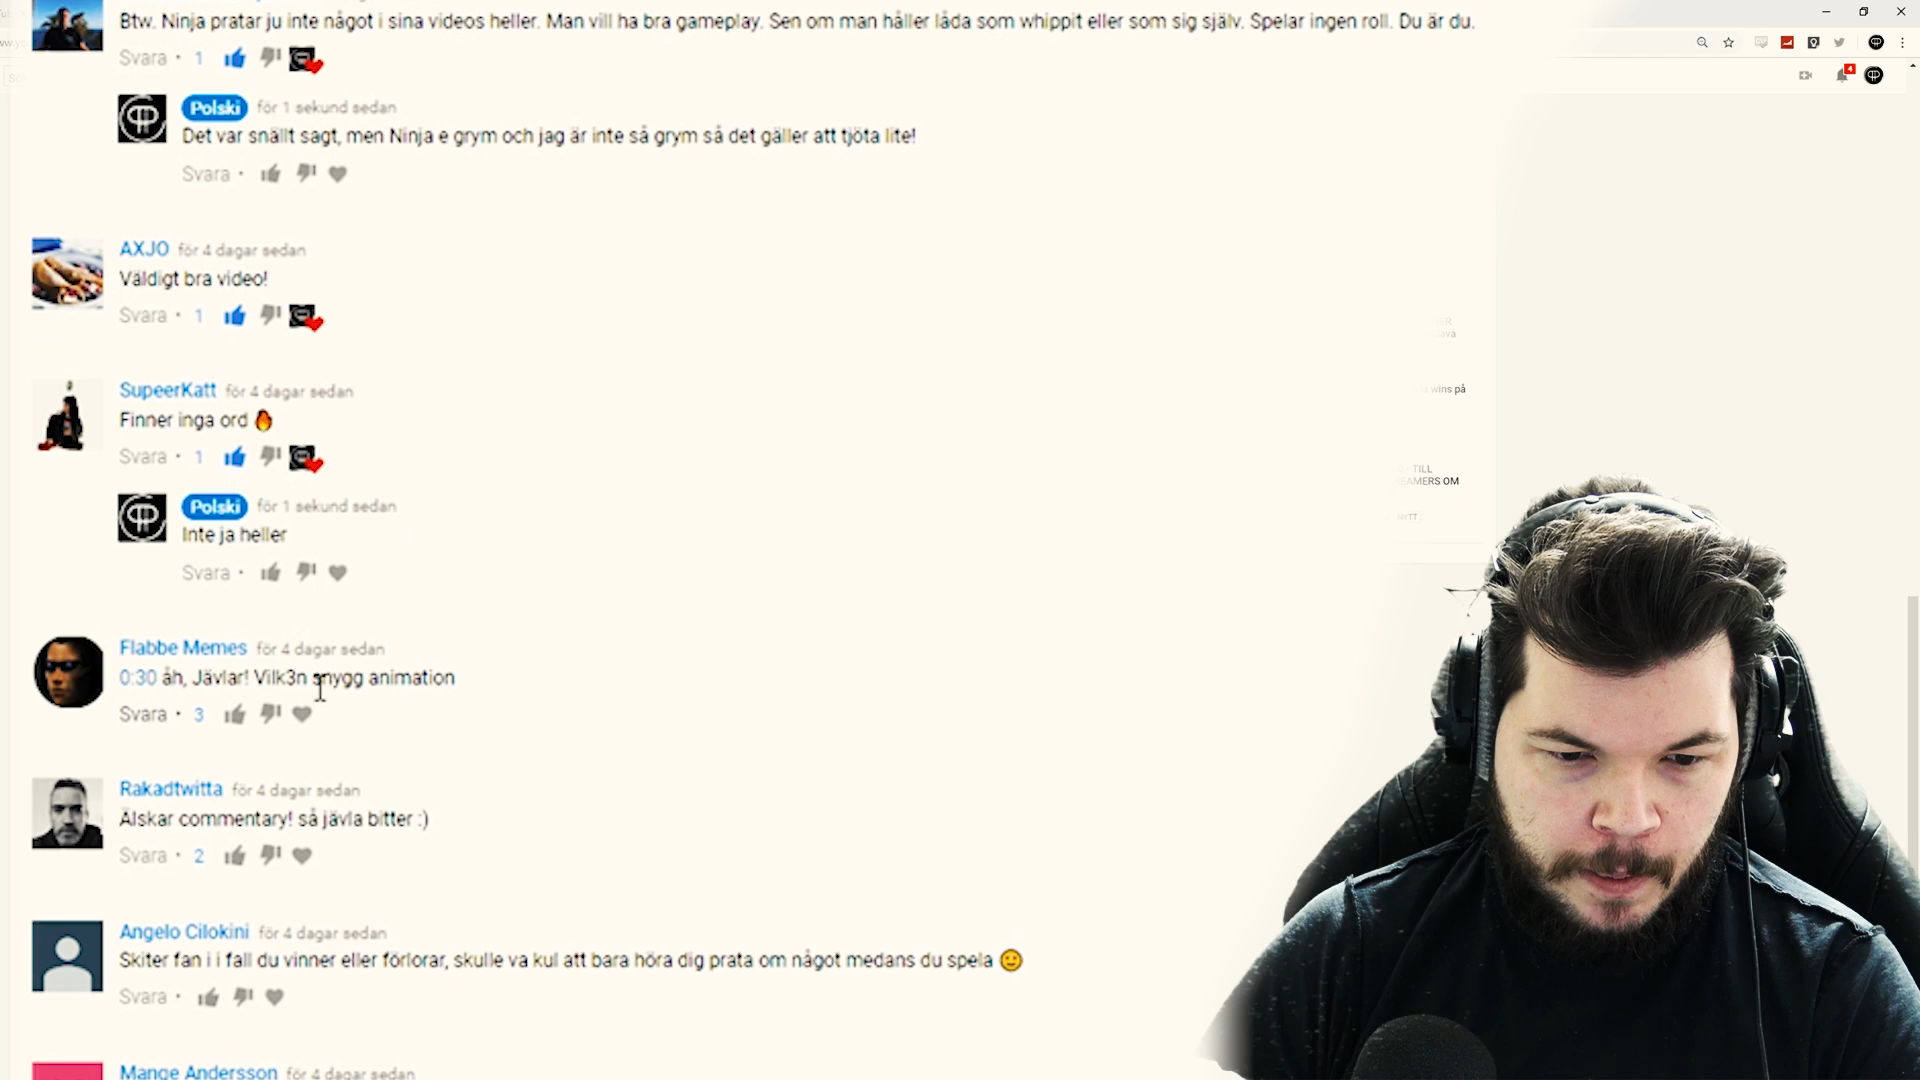 Btw. Ninja pratar ju inte något i sina videos heller. Man vill ha bra gameplay. Sen om man håller låda som whippit eller som sig själv. Spelar ingen roll. Du är du.
Svara · 1
4
Polski för 1 sekund sedan
Det var snällt sagt, men Ninja e grym och jag är inte så grym så det gäller att tjöta lite!
Svara ·
AXJO för 4 dagar sedan
Väldigt bra video!
Svara · 1
SupeerKatt för 4 dagar sedan
wins på
Finner inga ord 🔥
Svara · 1
TILL
EAMERS OM
Polski för 1 sekund sedan
NYTT
Inte ja heller
Svara ·
Flabbe Memes för 4 dagar sedan
0:30 åh, Jävlar! Vilk3n snygg animation
Svara · 3
Rakadtwitta för 4 dagar sedan
Älskar commentary! så jävla bitter :)
Svara · 2
Angelo Cilokini för 4 dagar sedan
Skiter fan i i fall du vinner eller förlorar, skulle va kul att bara höra dig prata om något medans du spela 🙂
Svara ·
Mange Andersson för 4 dagar sedan